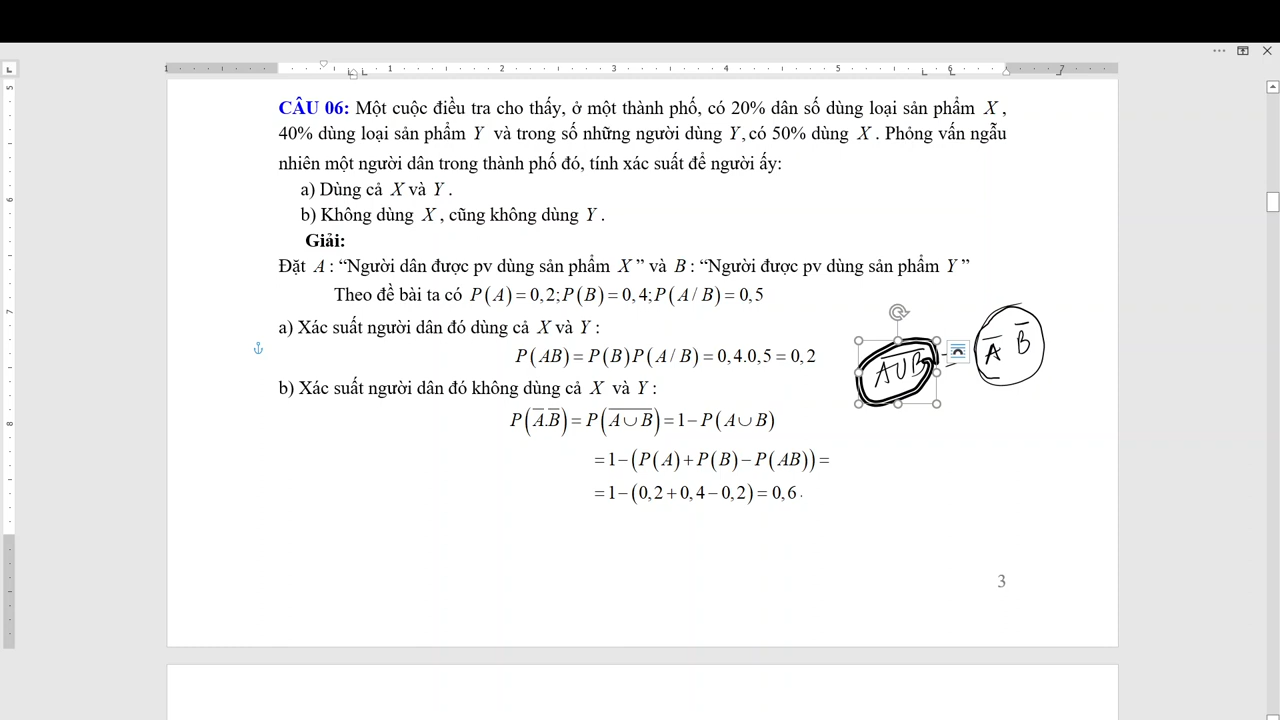 CÂU 06: Một cuộc điều tra cho thấy, ở một thành phố, có 20% dân số dùng loại sản phẩm X,
40% dùng loại sản phẩm Y và trong số những người dùng Y, có 50% dùng X. Phỏng vấn ngẫu
nhiên một người dân trong thành phố đó, tính xác suất để người ấy:
a) Dùng cả X và Y.
b) Không dùng X, cũng không dùng Y.
Giải:
Đặt A: “Người dân được pv dùng sản phẩm X” và B: “Người được pv dùng sản phẩm Y”
Theo đề bài ta có P(A)=0,2;P(B)=0,4;P(A/B)=0,5
a) Xác suất người dân đó dùng cả X và Y:
P(AB)=P(B)P(A/B)=0,4.0,5=0,2
A̅U̅B̅ = A̅ B̅
b) Xác suất người dân đó không dùng cả X và Y:
P(A̅.B̅)=P(A̅∪̅B̅)=1−P(A∪B)
=1−(P(A)+P(B)−P(AB))=
=1−(0,2+0,4−0,2)=0,6.
3